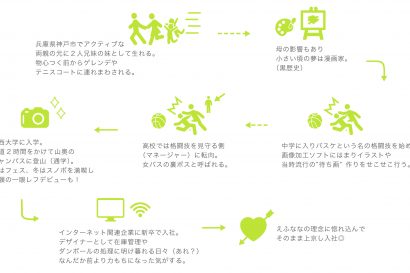 兵庫県神戸市でアクティブな
両親の元に２人兄妹の妹として生れる。
物心つく前からゲレンデや
テニスコートに連れまわされる。
母の影響もあり
小さい頃の夢は漫画家。
（黒歴史）
中学に入りバスケという名の格闘技を始め
画像加工ソフトにはまりイラストや
当時流行の“待ち画” 作りをせこせこ行う。
高校では格闘技を見守る側
（マネージャー）に転向。
女バスの裏ボスと呼ばれる。
西大学に入学。
道２時間をかけて山奥の
ャンパスに登山（通学）。
はフェス、冬はスノボを満喫し
の一眼レフデビューも！
インターネット関連企業に新卒で入社。
デザイナーとして在庫管理や
ダンボールの処理に明け暮れる日々（あれ？）
なんだか前より力もちになった気がする。
えふななの理念に惚れ込んで
そのまま上京し入社◎